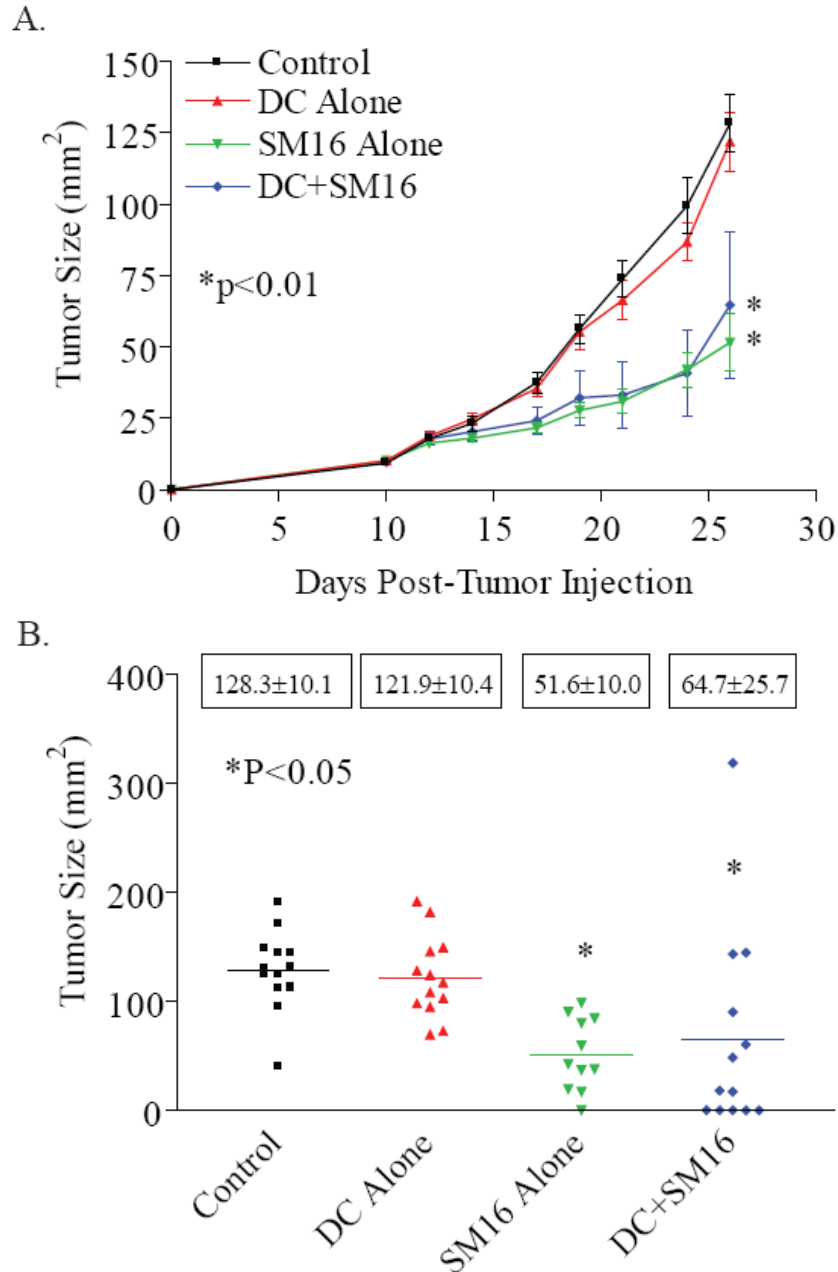 A.
Tumor Size (mm²)
150
125
100
75
50
25
0
Control
DC Alone
SM16 Alone
DC+SM16
*p<0.01
*
*
0 5 10 15 20 25 30
Days Post-Tumor Injection
B.
Tumor Size (mm²)
400
300
200
100
0
128.3±10.1 121.9±10.4 51.6±10.0 64.7±25.7
*P<0.05
*
*
Control DC Alone SM16 Alone DC+SM16